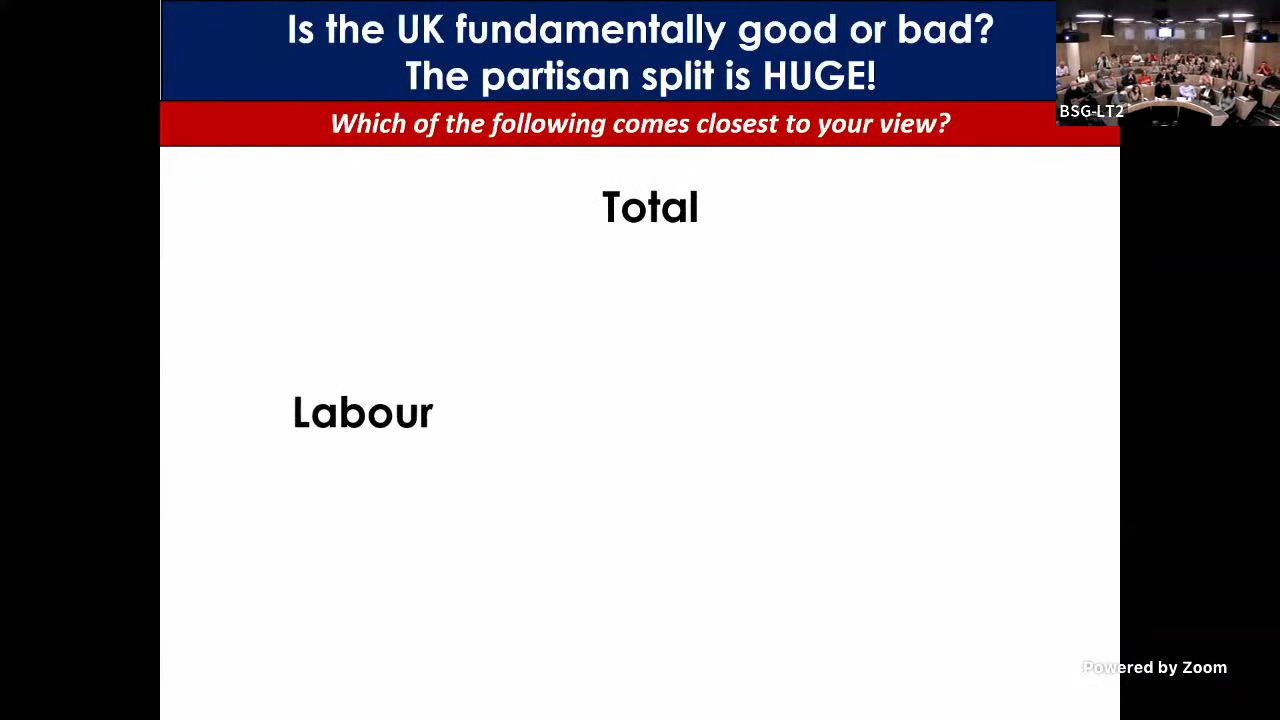 Is the UK fundamentally good or bad?
The partisan split is HUGE!
BSG-LT2
Which of the following comes closest to your view?
Total
Labour
Powered by Zoom